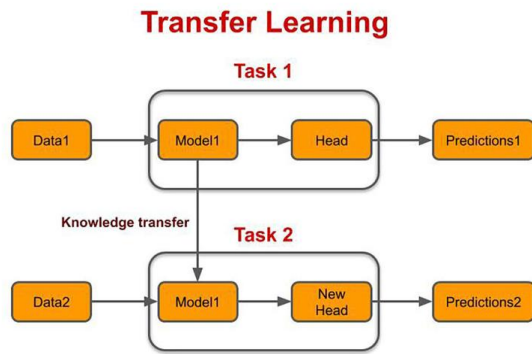 Transfer Learning
Task 1
Data1
Model1
Head
Predictions1
Knowledge transfer
Task 2
Data2
Model1
New
Head
Predictions2